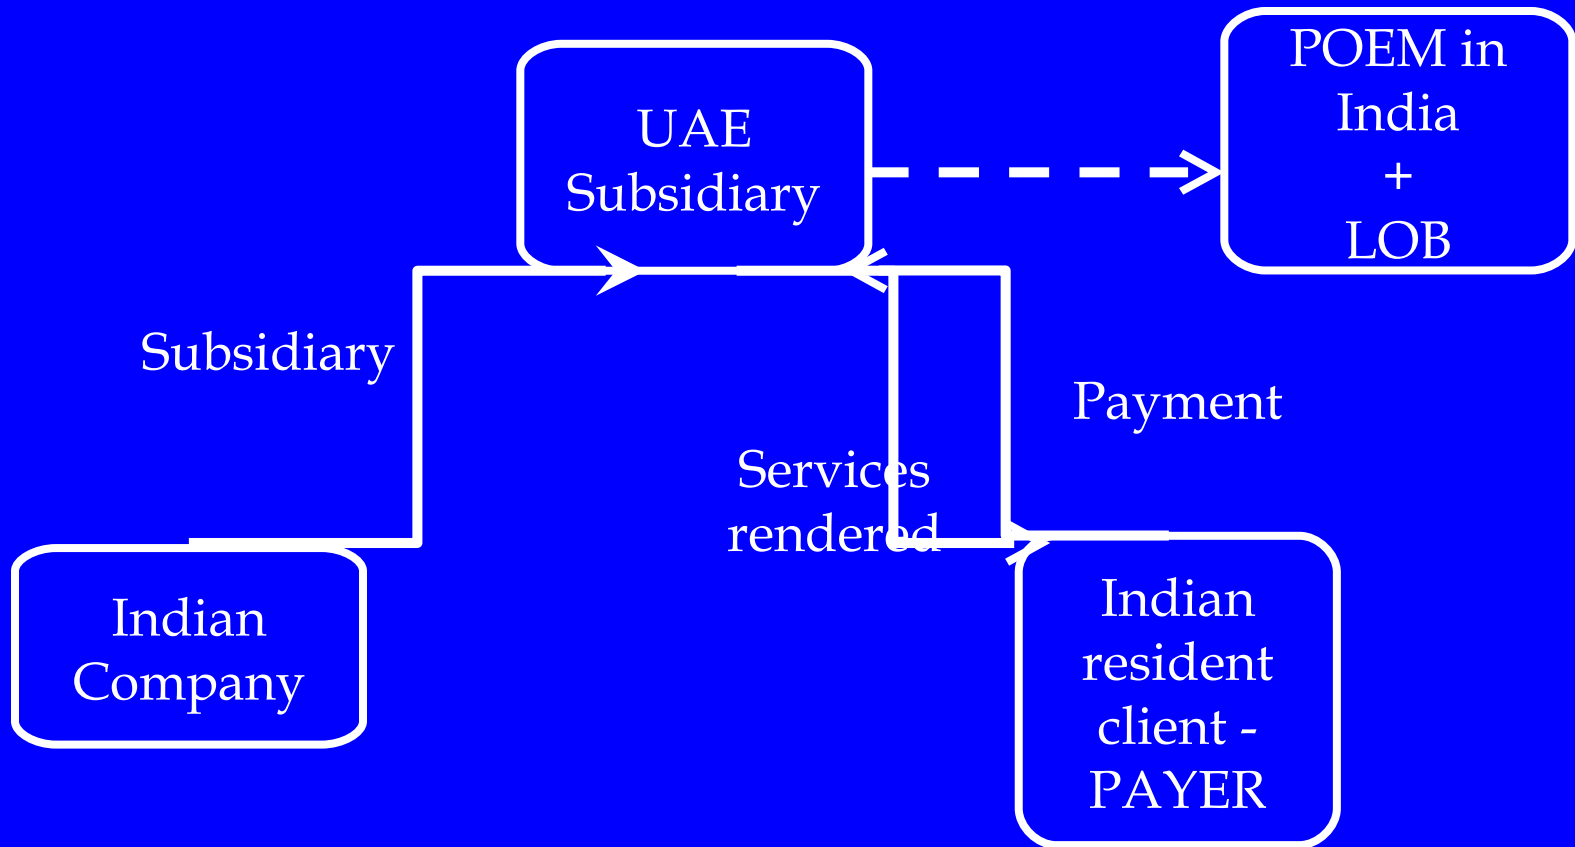 UAE
Subsidiary
POEM in
India
+
LOB
Subsidiary
Payment
Services
rendered
Indian
Company
Indian
resident
client -
PAYER